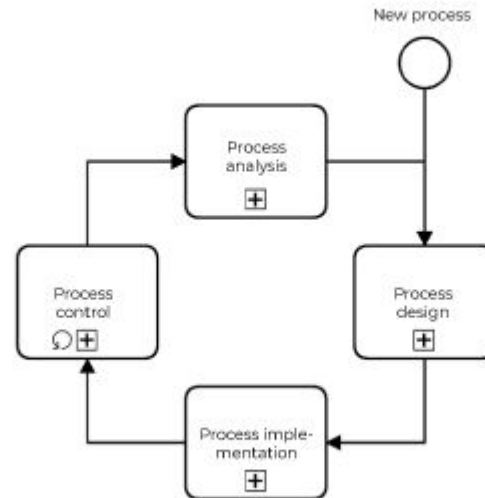 New process
Process
analysis
Process
control
Process
design
Process imple-
mentation